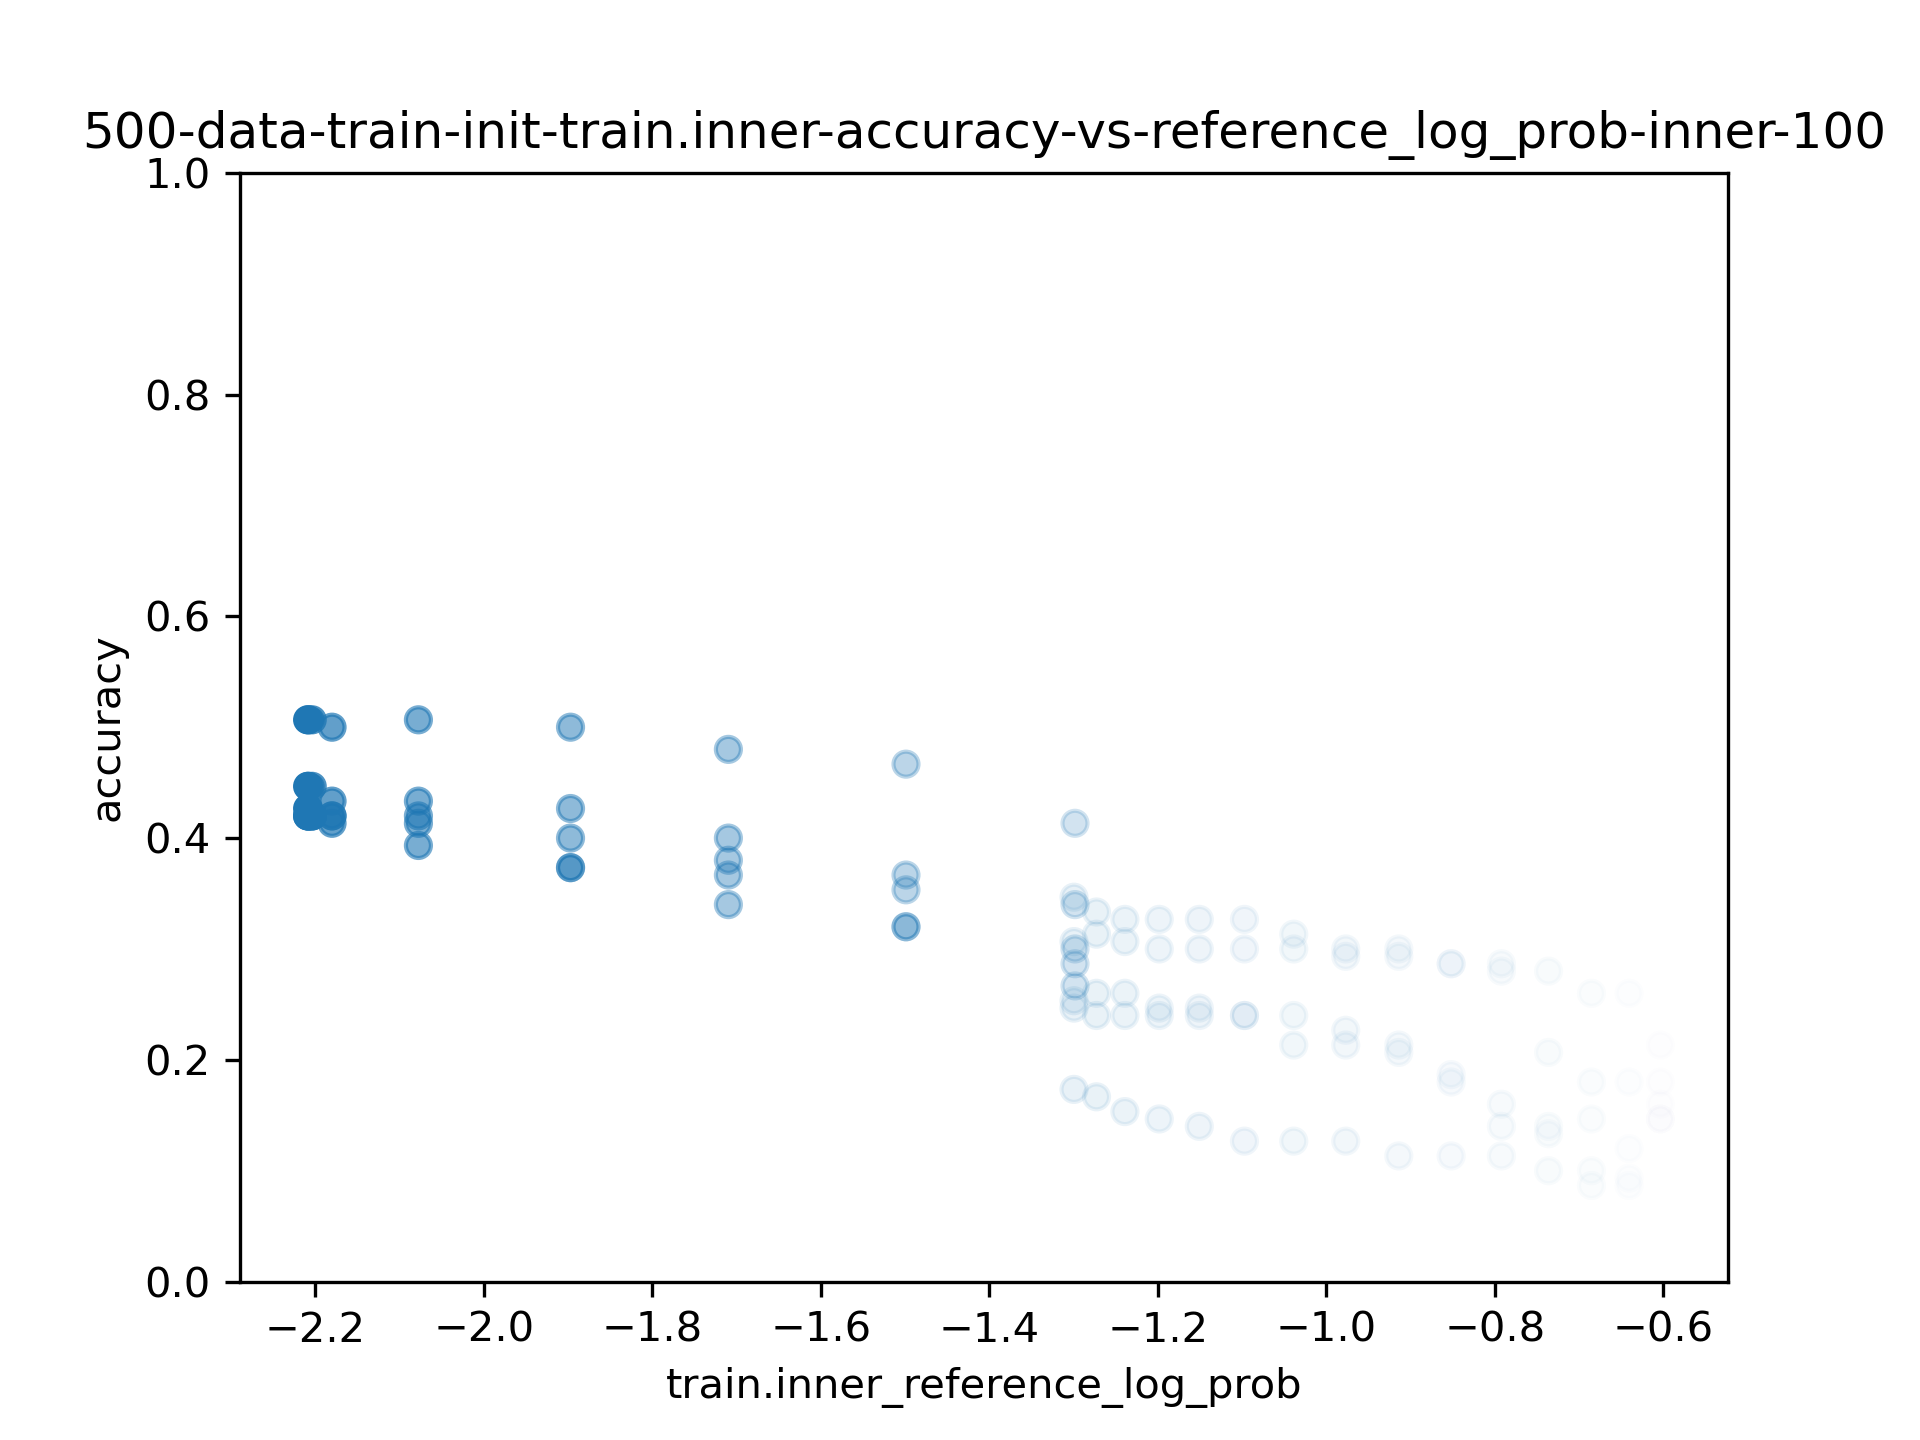 500-data-train-init-train.inner-accuracy-vs-reference_log_prob-inner-100
1.0
0.8
0.6
0.4
0.2
0.0
accuracy
−2.2 −2.0 −1.8 −1.6 −1.4 −1.2 −1.0 −0.8 −0.6
train.inner_reference_log_prob